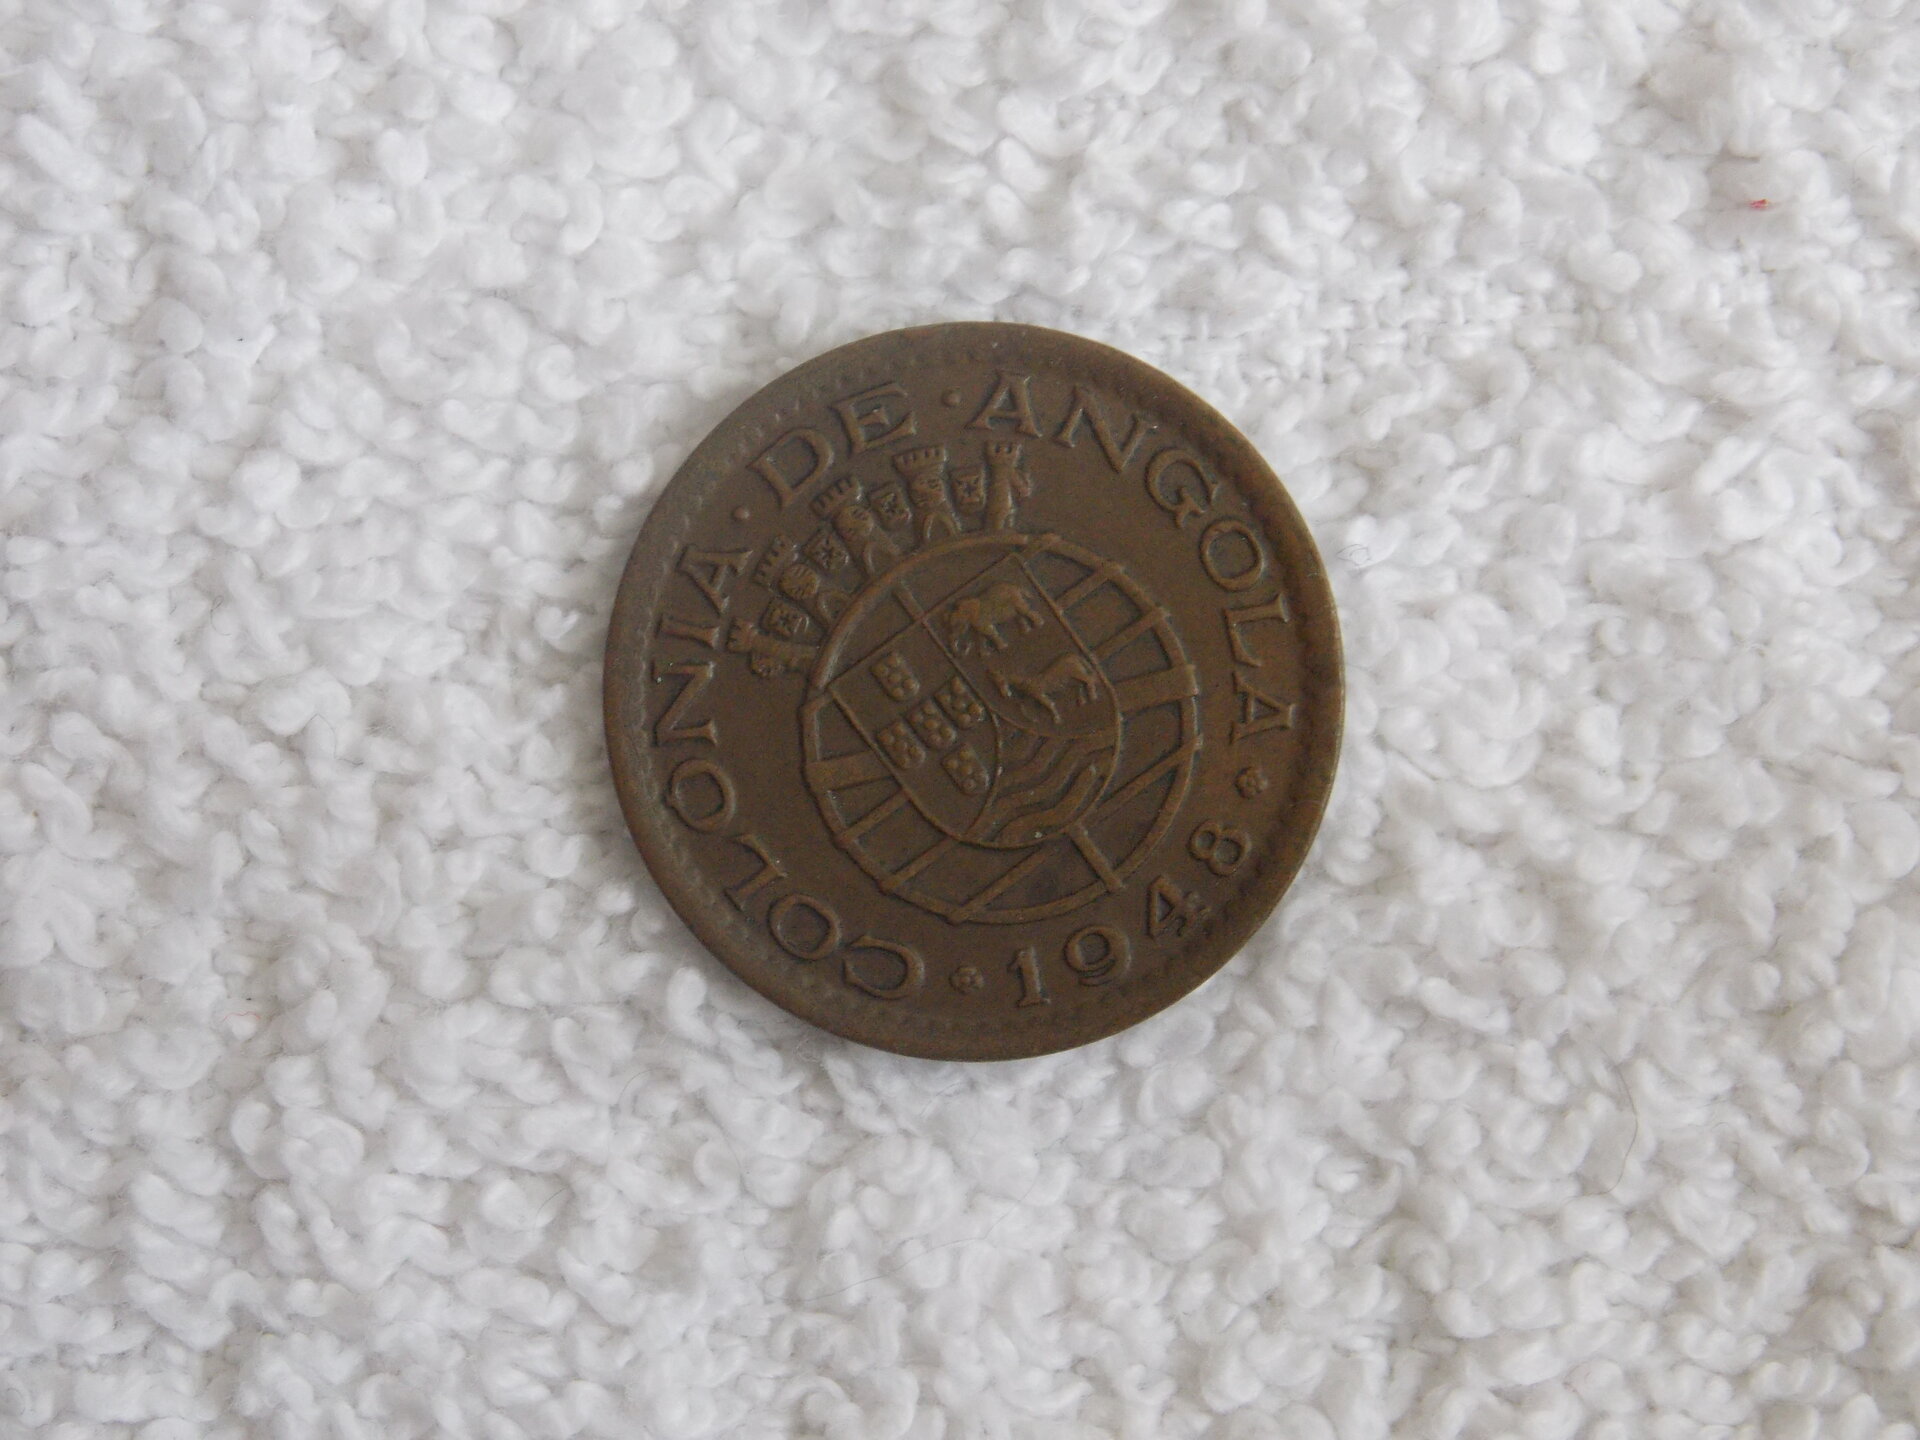 COLONIA · DE · ANGOLA
1948